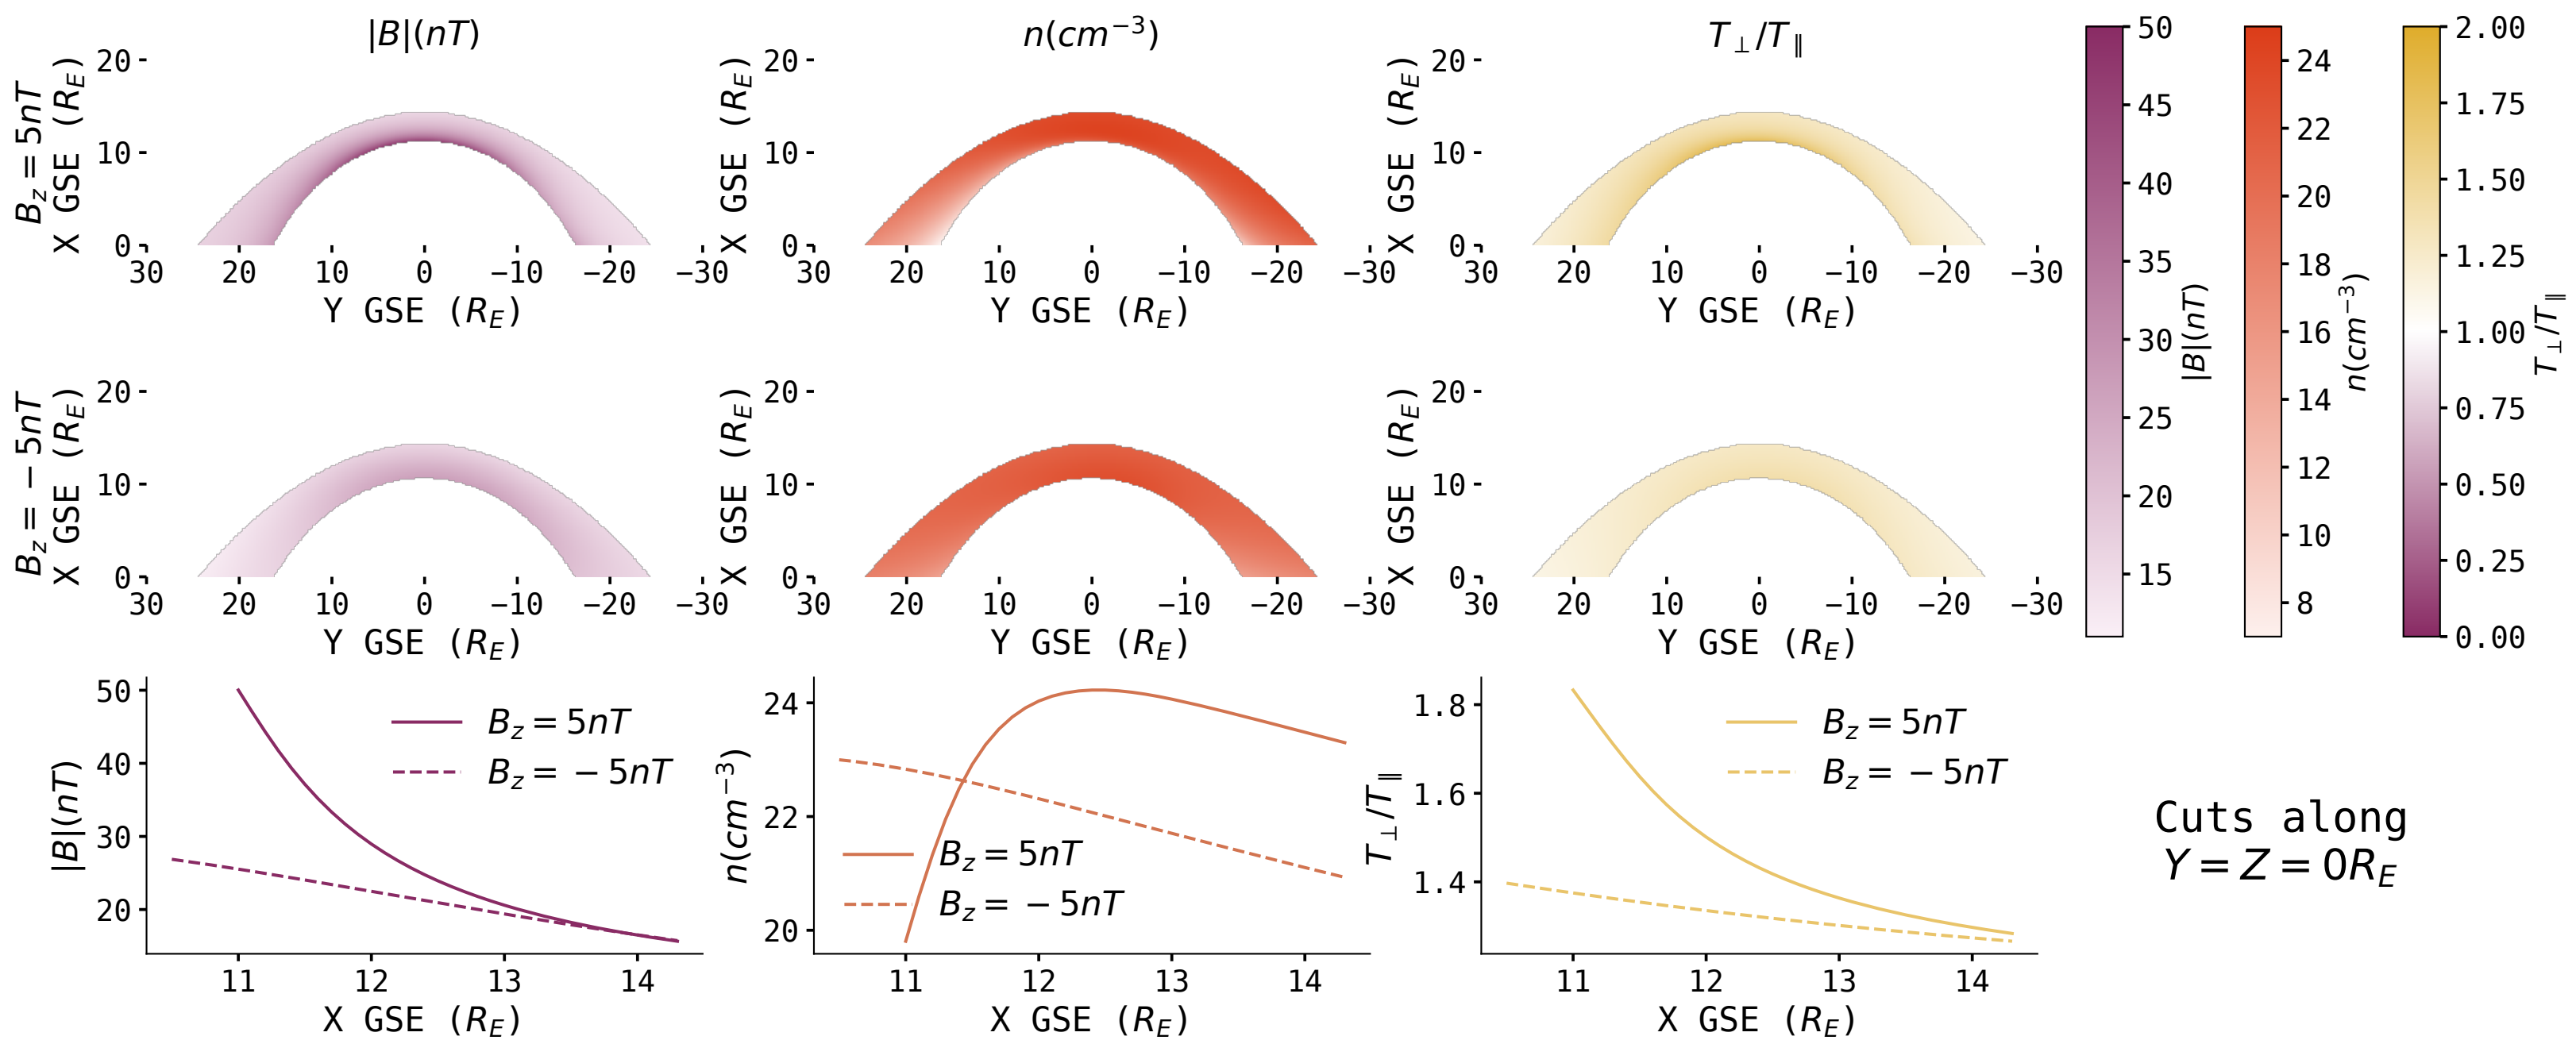 |B|(nT)
n(cm⁻³)
T⊥/T∥
B_z = 5nT
X GSE (R_E)
20
10
0
30 20 10 0 −10 −20 −30
Y GSE (R_E)
X GSE (R_E)
20
10
0
30 20 10 0 −10 −20 −30
Y GSE (R_E)
X GSE (R_E)
20
10
0
30 20 10 0 −10 −20 −30
Y GSE (R_E)
B_z = −5nT
X GSE (R_E)
20
10
0
30 20 10 0 −10 −20 −30
Y GSE (R_E)
X GSE (R_E)
20
10
0
30 20 10 0 −10 −20 −30
Y GSE (R_E)
X GSE (R_E)
20
10
0
30 20 10 0 −10 −20 −30
Y GSE (R_E)
50
45
40
35
30
25
20
15
|B|(nT)
24
22
20
18
16
14
12
10
8
n(cm⁻³)
2.00
1.75
1.50
1.25
1.00
0.75
0.50
0.25
0.00
T⊥/T∥
|B|(nT)
50
40
30
20
B_z = 5nT
B_z = −5nT
11 12 13 14
X GSE (R_E)
n(cm⁻³)
24
22
20
B_z = 5nT
B_z = −5nT
11 12 13 14
X GSE (R_E)
T⊥/T∥
1.8
1.6
1.4
B_z = 5nT
B_z = −5nT
11 12 13 14
X GSE (R_E)
Cuts along
Y = Z = 0R_E